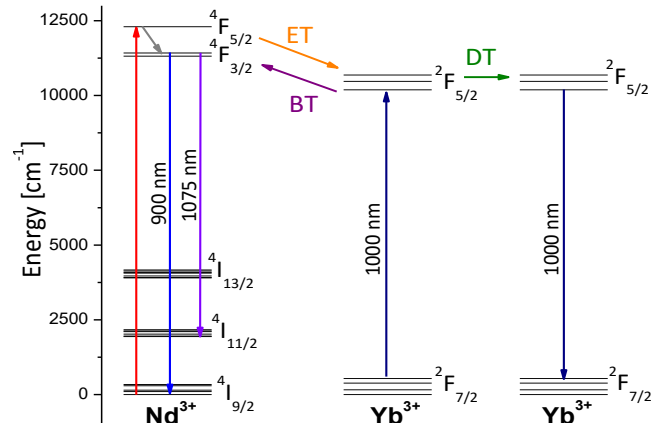 Energy [cm⁻¹]
12500
10000
7500
5000
2500
0
⁴F₅/₂
⁴F₃/₂
⁴I₁₃/₂
⁴I₁₁/₂
⁴I₉/₂
900 nm
1075 nm
Nd³⁺
ET
BT
²F₅/₂
1000 nm
²F₇/₂
Yb³⁺
DT
²F₅/₂
1000 nm
²F₇/₂
Yb³⁺